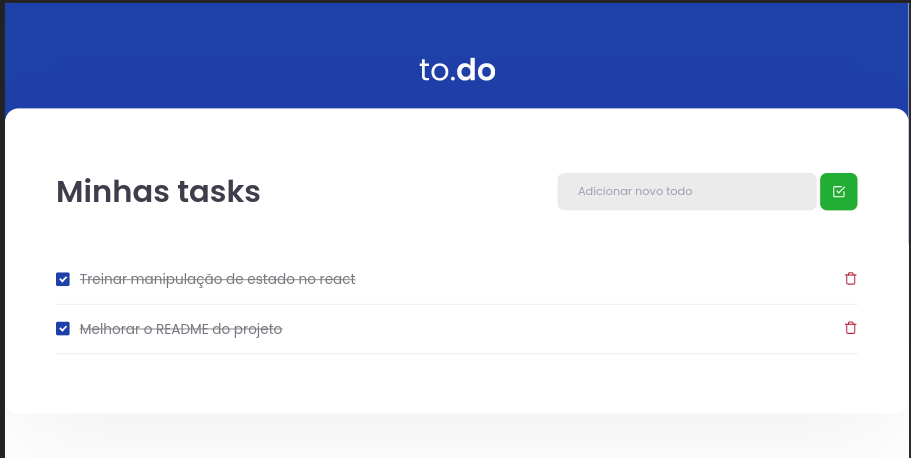 to.do
Minhas tasks
Adicionar novo todo
Treinar manipulação de estado no react
Melhorar o README do projeto